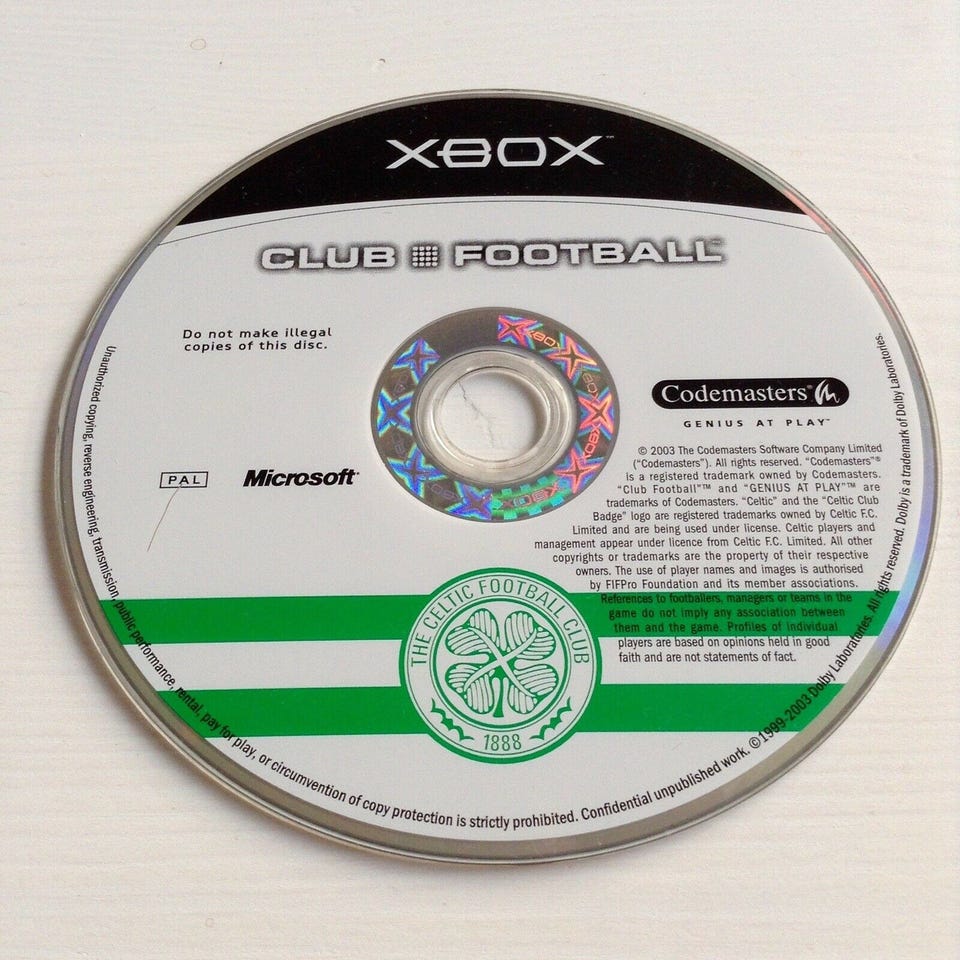 XBOX™
CLUB FOOTBALL™
Do not make illegal
copies of this disc.
PAL
Microsoft®
Codemasters®
GENIUS AT PLAY™
© 2003 The Codemasters Software Company Limited
("Codemasters"). All rights reserved. "Codemasters"®
is a registered trademark owned by Codemasters.
"Club Football"™ and "GENIUS AT PLAY"™ are
trademarks of Codemasters. "Celtic" and the "Celtic Club
Badge" logo are registered trademarks owned by Celtic F.C.
Limited and are being used under license. Celtic players and
management appear under licence from Celtic F.C. Limited. All other
copyrights or trademarks are the property of their respective
owners. The use of player names and images is authorised
by FIFPro Foundation and its member associations.
References to footballers, managers or teams in the
game do not imply any association between
them and the game. Profiles of individual
players are based on opinions held in good
faith and are not statements of fact.
THE CELTIC FOOTBALL CLUB
1888
Unauthorized copying, reverse engineering, transmission, public performance, rental, pay for play, or circumvention of copy protection is strictly prohibited. Confidential unpublished work. ©1999-2003 Dolby Laboratories. All rights reserved. Dolby is a trademark of Dolby Laboratories.